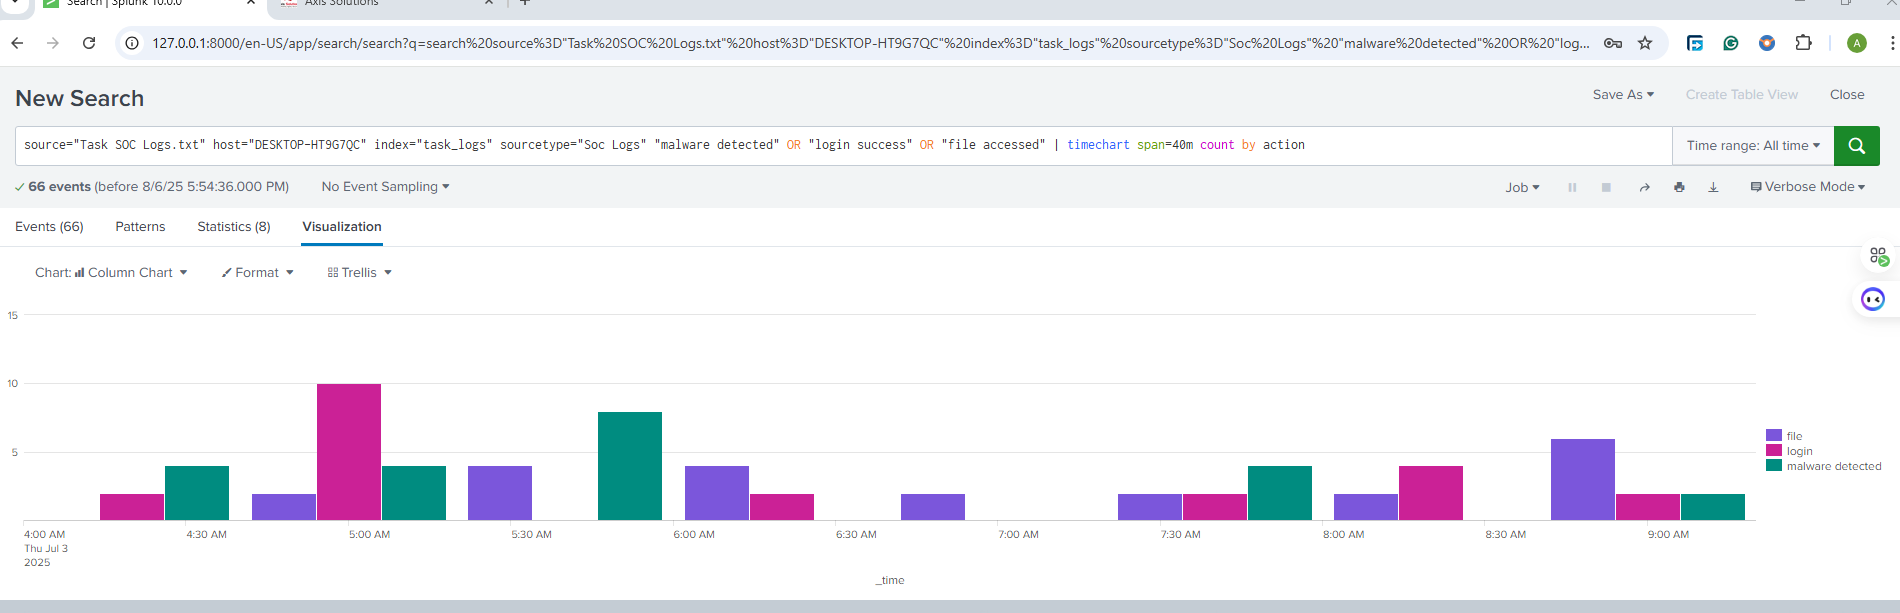 Search | Splunk 10.0.0
Axis Solutions
127.0.0.1:8000/en-US/app/search/search?q=search%20source%3D"Task%20SOC%20Logs.txt"%20host%3D"DESKTOP-HT9G7QC"%20index%3D"task_logs"%20sourcetype%3D"Soc%20Logs"%20"malware%20detected"%20OR%20"log...
A
New Search
Save As
Create Table View
Close
source="Task SOC Logs.txt" host="DESKTOP-HT9G7QC" index="task_logs" sourcetype="Soc Logs" "malware detected" OR "login success" OR "file accessed" | timechart span=40m count by action
Time range: All time
66 events (before 8/6/25 5:54:36.000 PM)
No Event Sampling
Job
Verbose Mode
Events (66)
Patterns
Statistics (8)
Visualization
Chart: Column Chart
Format
Trellis
15
10
5
file
login
malware detected
4:00 AM
Thu Jul 3
2025
4:30 AM
5:00 AM
5:30 AM
6:00 AM
6:30 AM
7:00 AM
7:30 AM
8:00 AM
8:30 AM
9:00 AM
_time